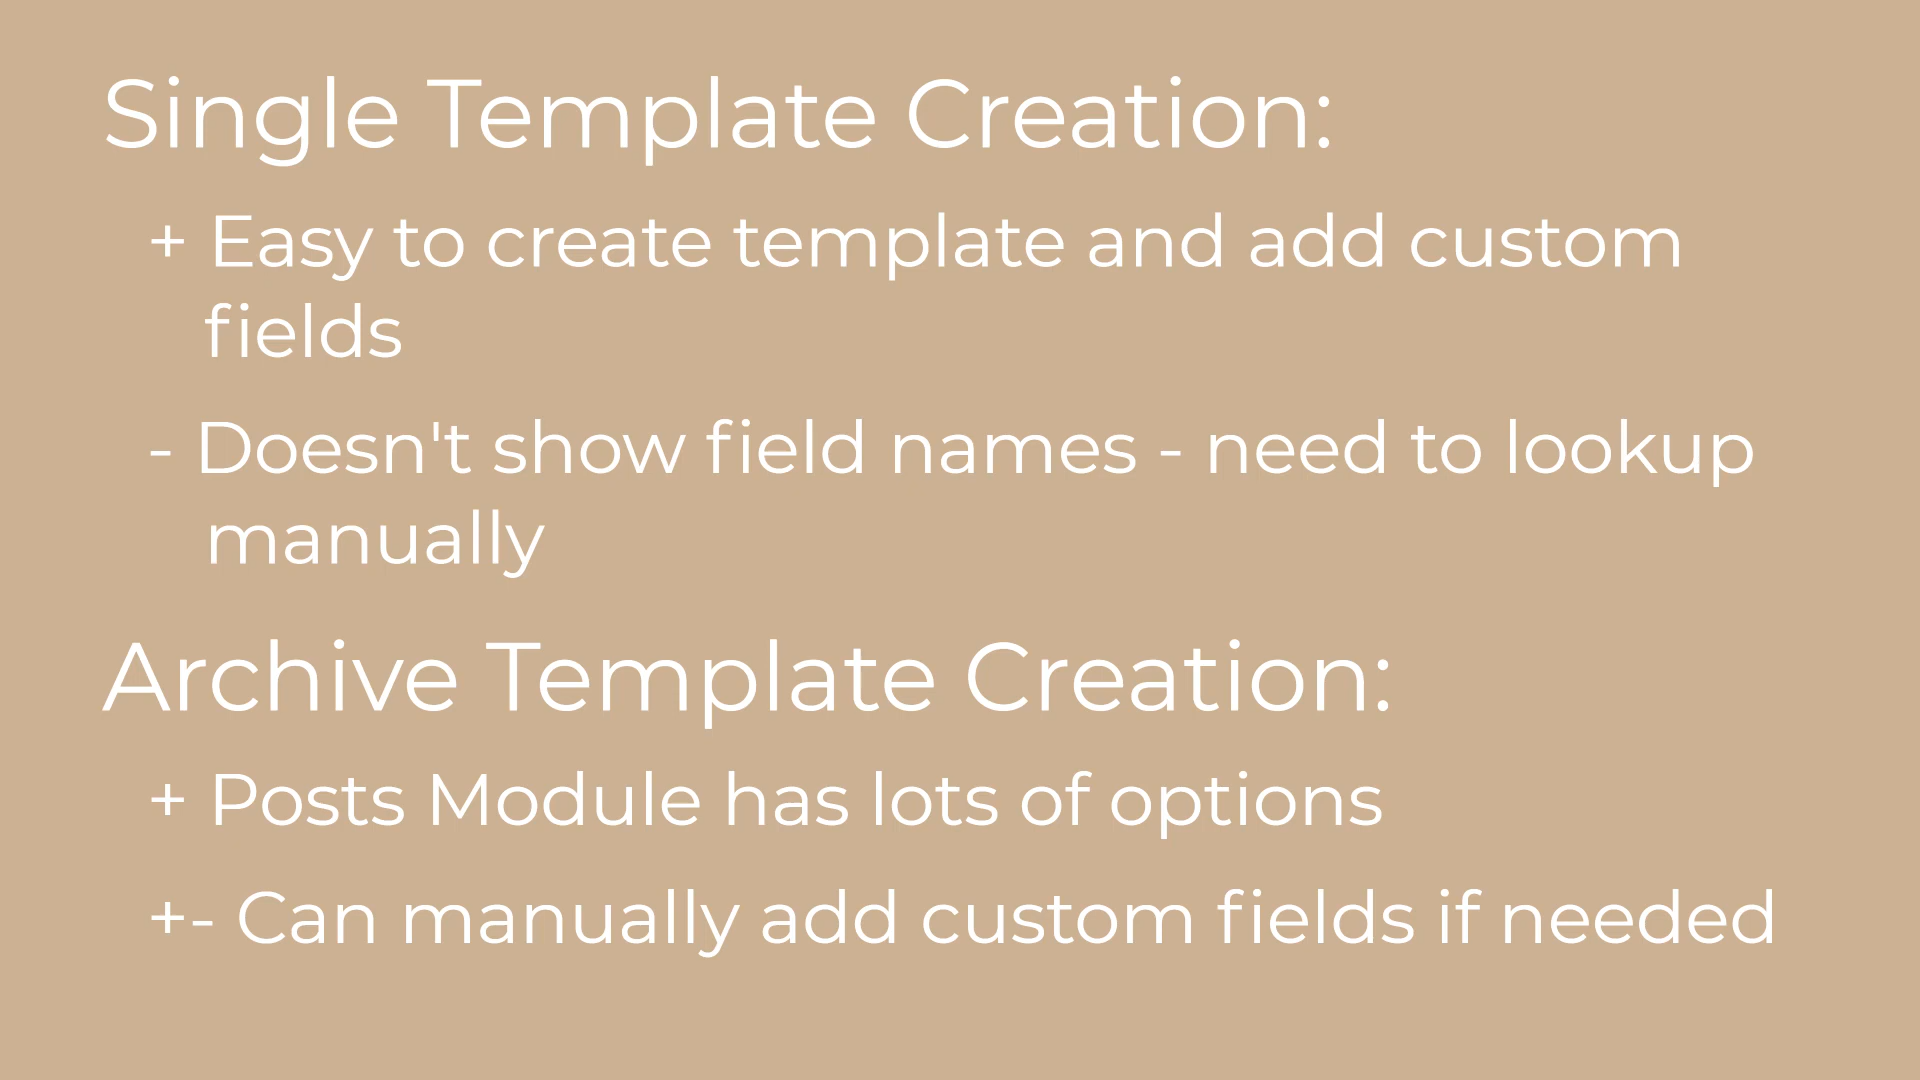 Single Template Creation:
+ Easy to create template and add custom
fields
- Doesn't show field names - need to lookup
manually
Archive Template Creation:
+ Posts Module has lots of options
+- Can manually add custom fields if needed